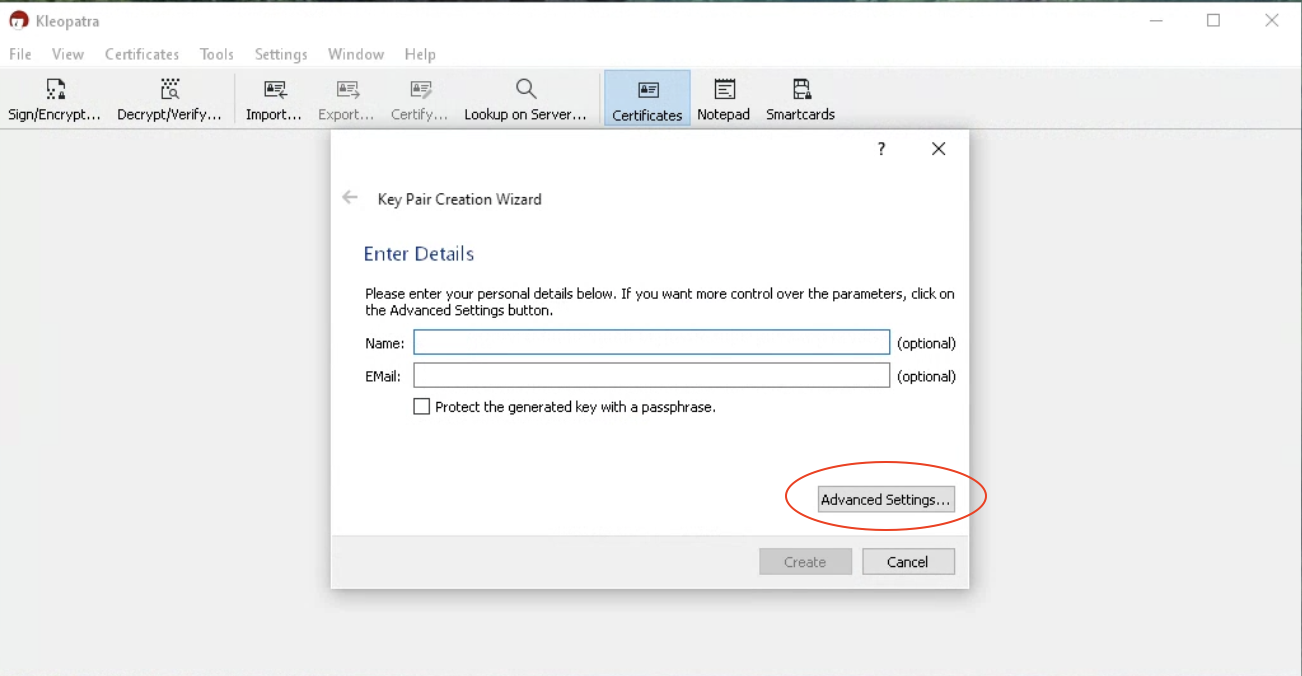 Kleopatra
File View Certificates Tools Settings Window Help
Sign/Encrypt... Decrypt/Verify... Import... Export... Certify... Lookup on Server... Certificates Notepad Smartcards
?
Key Pair Creation Wizard
Enter Details
Please enter your personal details below. If you want more control over the parameters, click on
the Advanced Settings button.
Name: (optional)
EMail: (optional)
Protect the generated key with a passphrase.
Advanced Settings...
Create Cancel